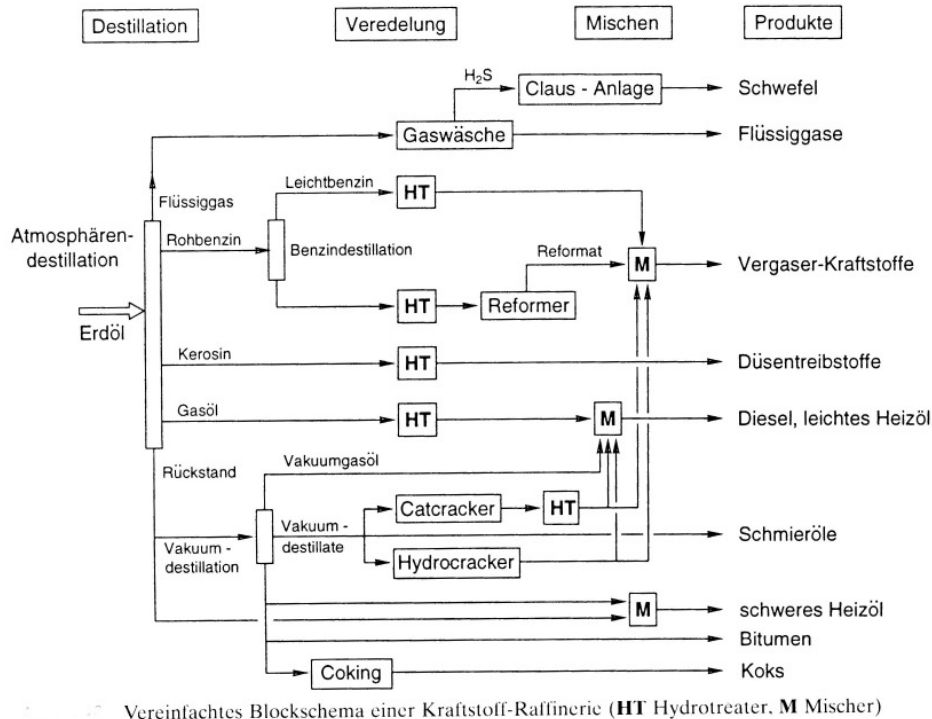 Destillation Veredelung Mischen Produkte
H₂S
Claus - Anlage Schwefel
Gaswäsche Flüssiggase
Flüssiggas
Leichtbenzin HT
Atmosphären-
destillation
Rohbenzin Benzindestillation
Reformat M Vergaser-Kraftstoffe
HT Reformer
Erdöl
Kerosin HT Düsentreibstoffe
Gasöl HT M Diesel, leichtes Heizöl
Rückstand
Vakuumgasöl
Catcracker HT
Vakuum -
destillation
Vakuum -
destillate
Schmieröle
Hydrocracker
M schweres Heizöl
Bitumen
Coking Koks
Vereinfachtes Blockschema einer Kraftstoff-Raffinerie (HT Hydrotreater, M Mischer)